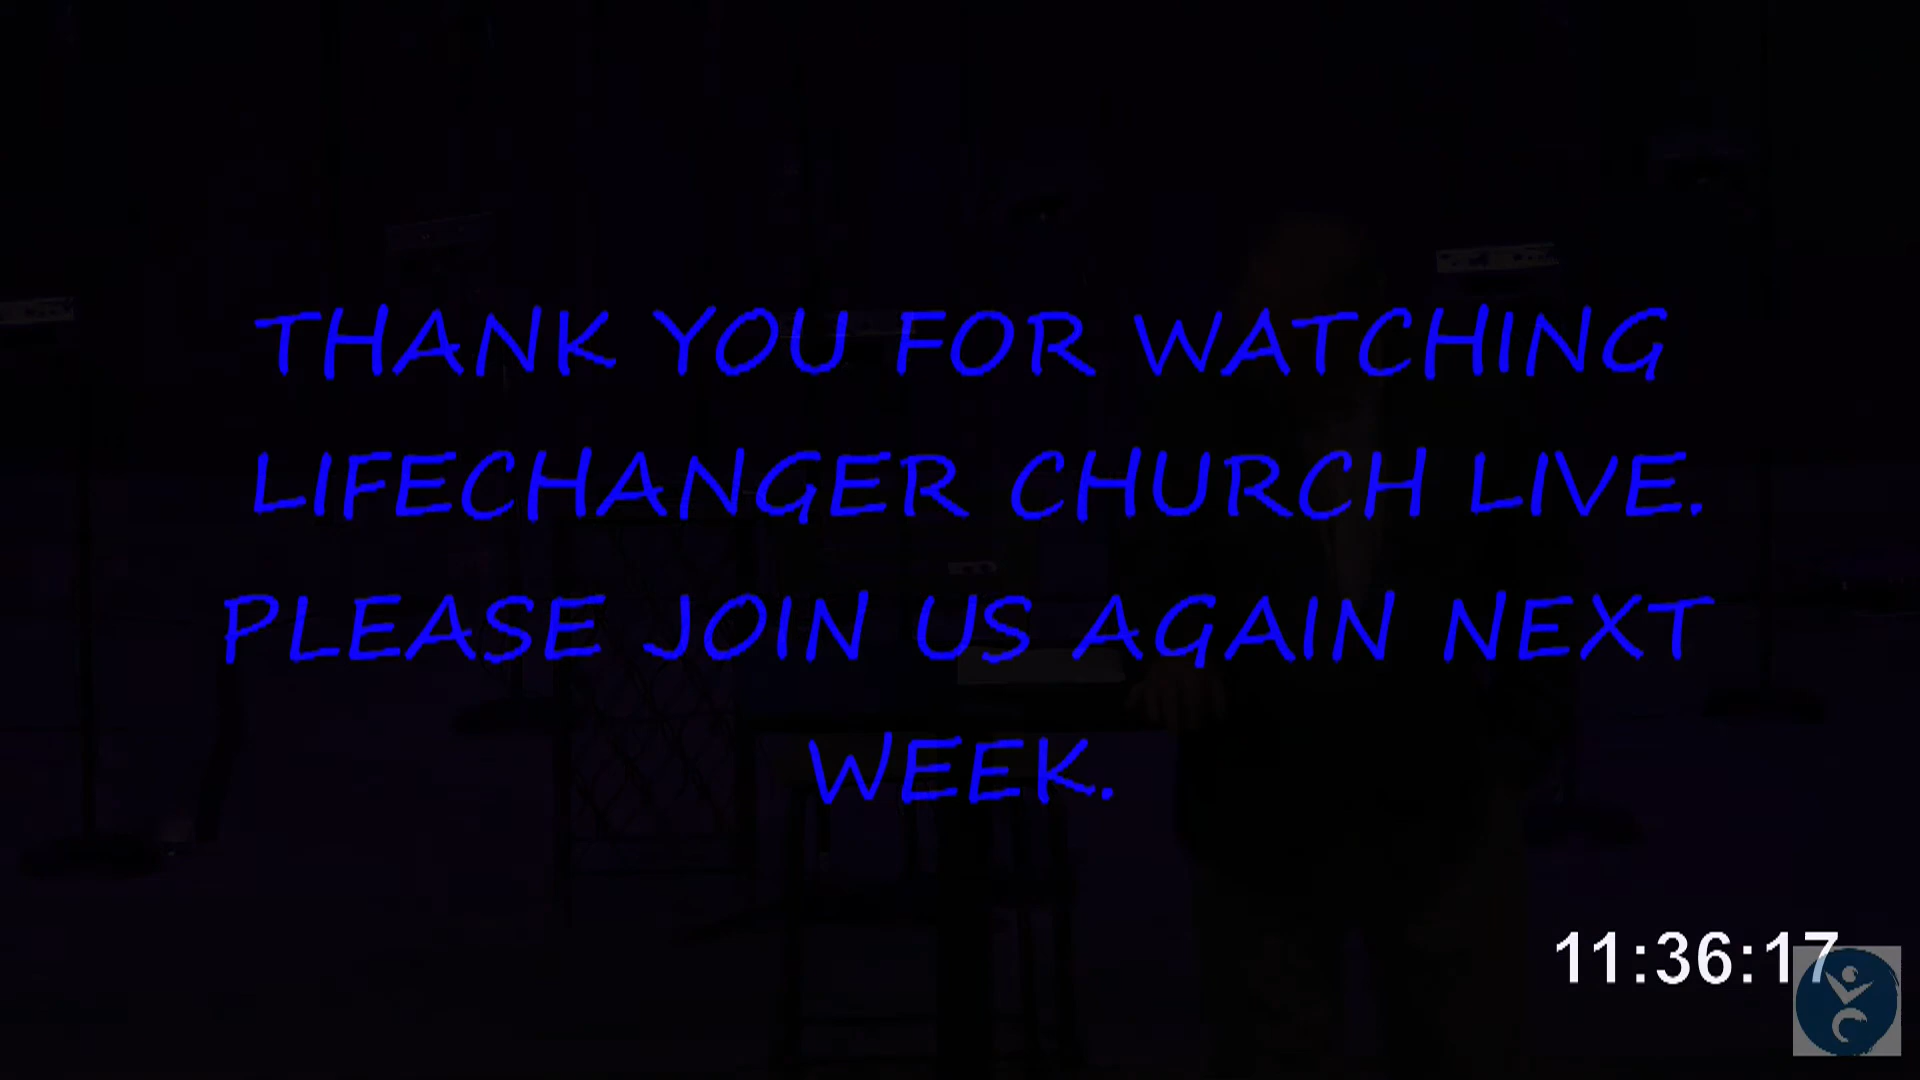 THANK YOU FOR WATCHING
LIFECHANGER CHURCH LIVE.
PLEASE JOIN US AGAIN NEXT
WEEK.
11:36:17